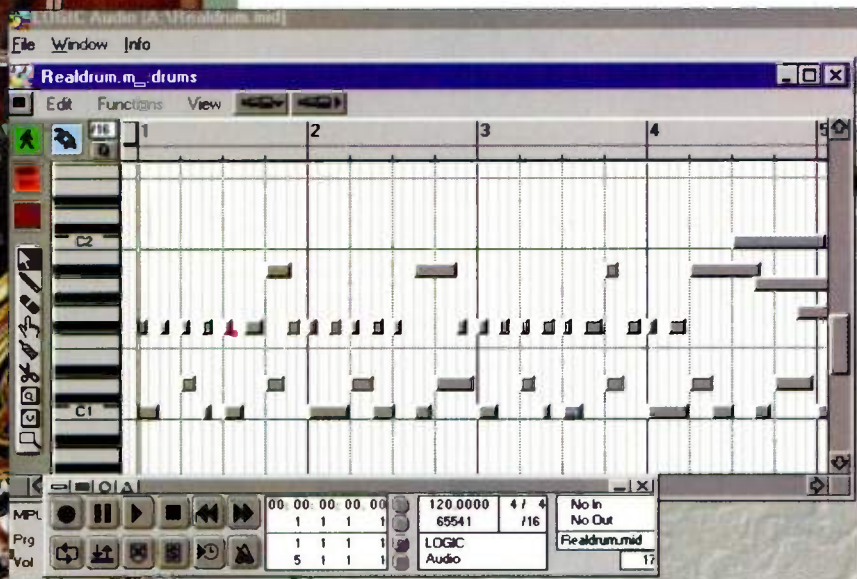 LOGIC Audio [A:\Realdrum.mid]
File Window Info
Realdrum.m_:drums
Edit Functions View
/16 1 2 3 4 5
Q
C2
C1
MPU
Prg
Vol
00: 00: 00: 00. 00
1 1 1 1
1 1 1 1
5 1 1 1
120.0000 4 / 4
65541 /16
LOGIC
Audio
No In
No Out
Realdrum.mid
17